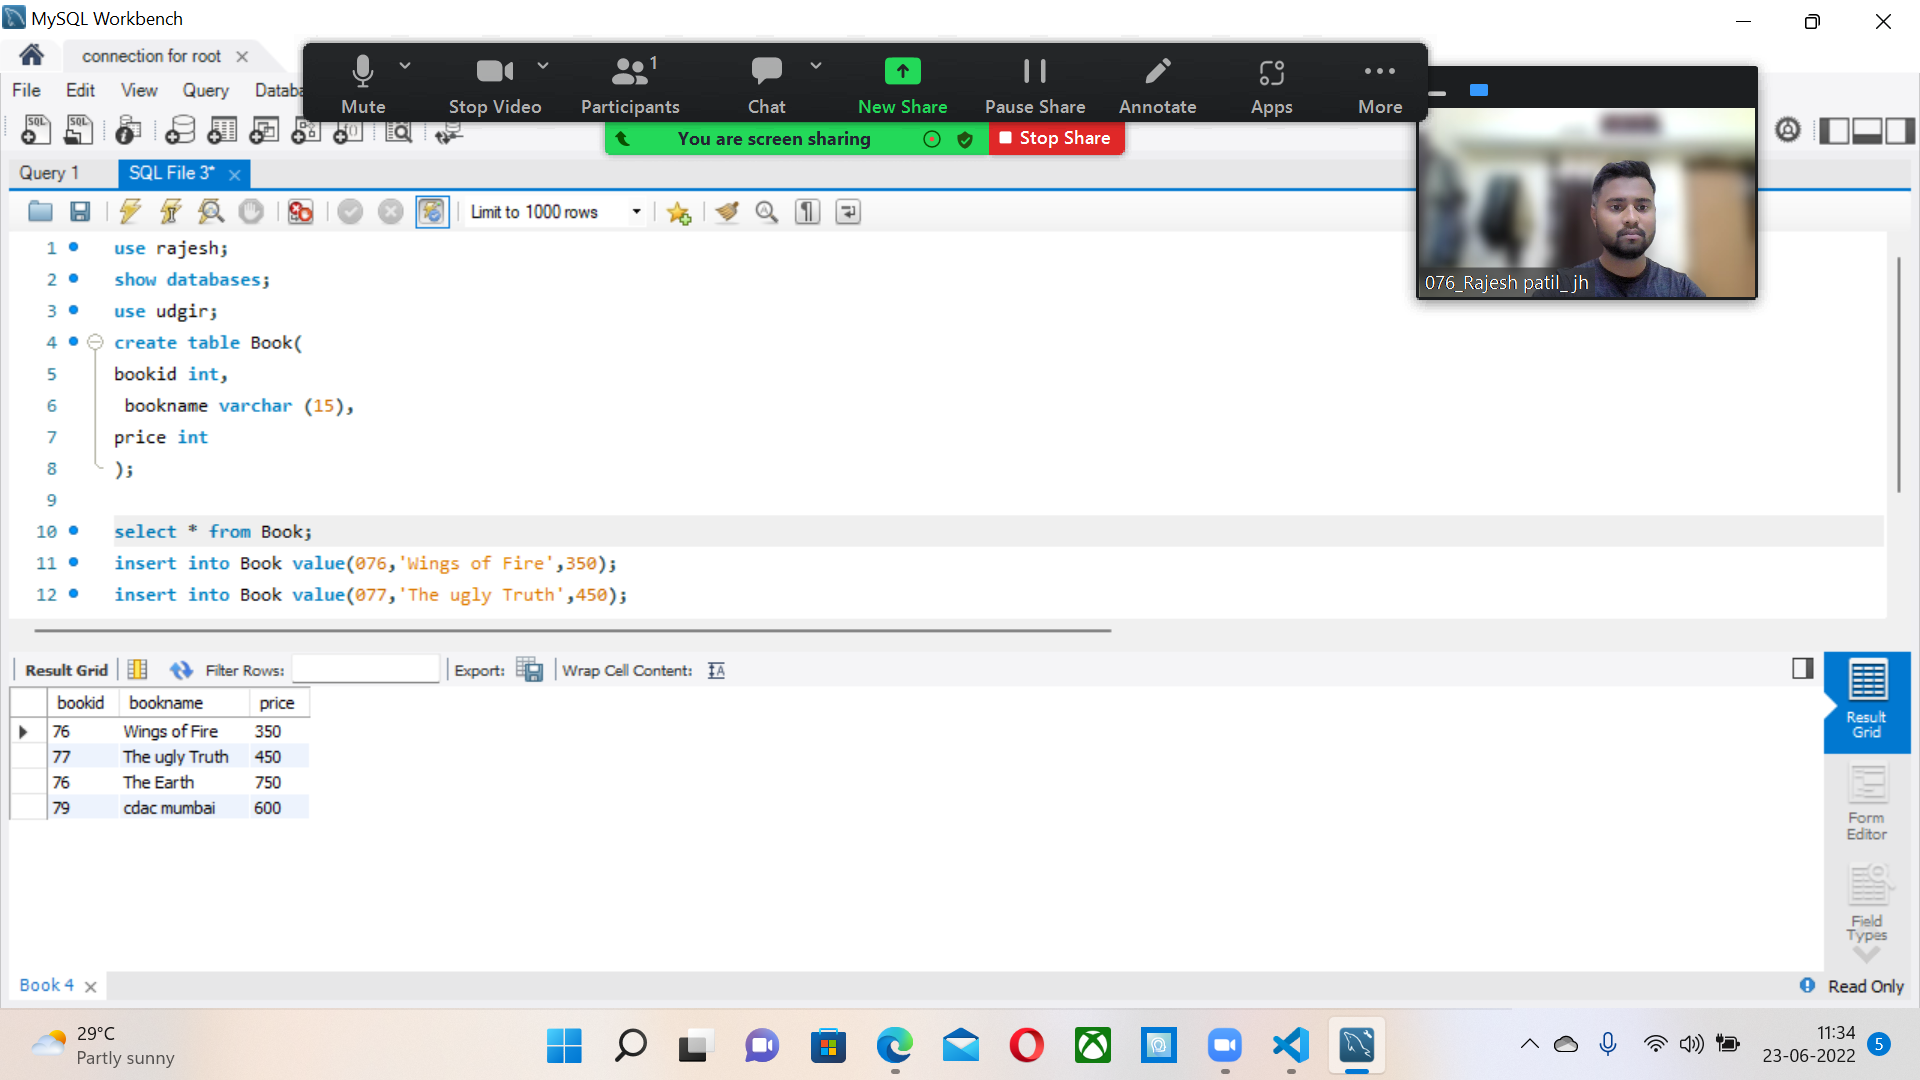 MySQL Workbench
connection for root
File Edit View Query Databa
Mute
Stop Video
1
Participants
Chat
New Share
Pause Share
Annotate
Apps
More
You are screen sharing
Stop Share
076_Rajesh patil_ jh
SQL SQL
Query 1
SQL File 3*
Limit to 1000 rows
1 use rajesh;
2 show databases;
3 use udgir;
4 create table Book(
5 bookid int,
6 bookname varchar (15),
7 price int
8 );
9
10 select * from Book;
11 insert into Book value(076,'Wings of Fire',350);
12 insert into Book value(077,'The ugly Truth',450);
Result Grid Filter Rows: Export: Wrap Cell Content:
bookid bookname price
76 Wings of Fire 350
77 The ugly Truth 450
76 The Earth 750
79 cdac mumbai 600
Result
Grid
Form
Editor
Field
Types
Book 4
Read Only
29°C
Partly sunny
11:34
23-06-2022
5